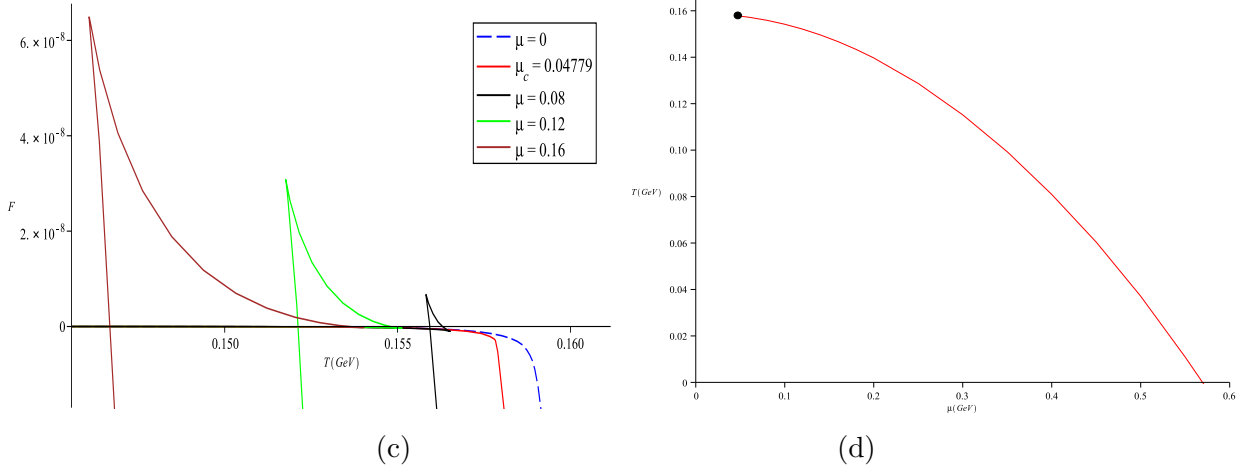 6. × 10⁻⁸
4. × 10⁻⁸
F
2. × 10⁻⁸
0
0.150
0.155
0.160
T(GeV)
μ = 0
μ_c = 0.04779
μ = 0.08
μ = 0.12
μ = 0.16
(c)
0.16
0.14
0.12
0.10
T(GeV)
0.08
0.06
0.04
0.02
0
0
0.1
0.2
0.3
0.4
0.5
0.6
μ(GeV)
(d)